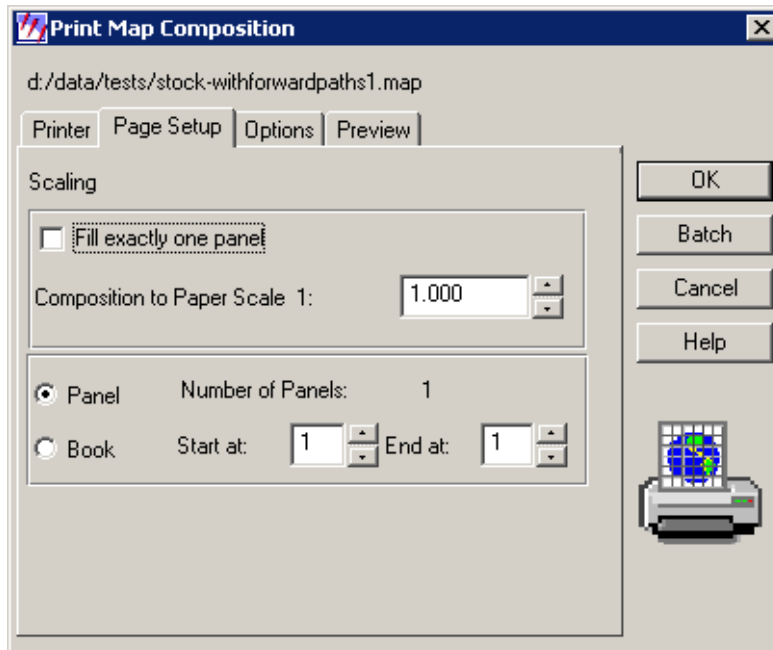 Print Map Composition
d:/data/tests/stock-withforwardpaths1.map
Printer Page Setup Options Preview
Scaling
Fill exactly one panel
Composition to Paper Scale 1: 1.000
Panel Number of Panels: 1
Book Start at: 1 End at: 1
OK
Batch
Cancel
Help